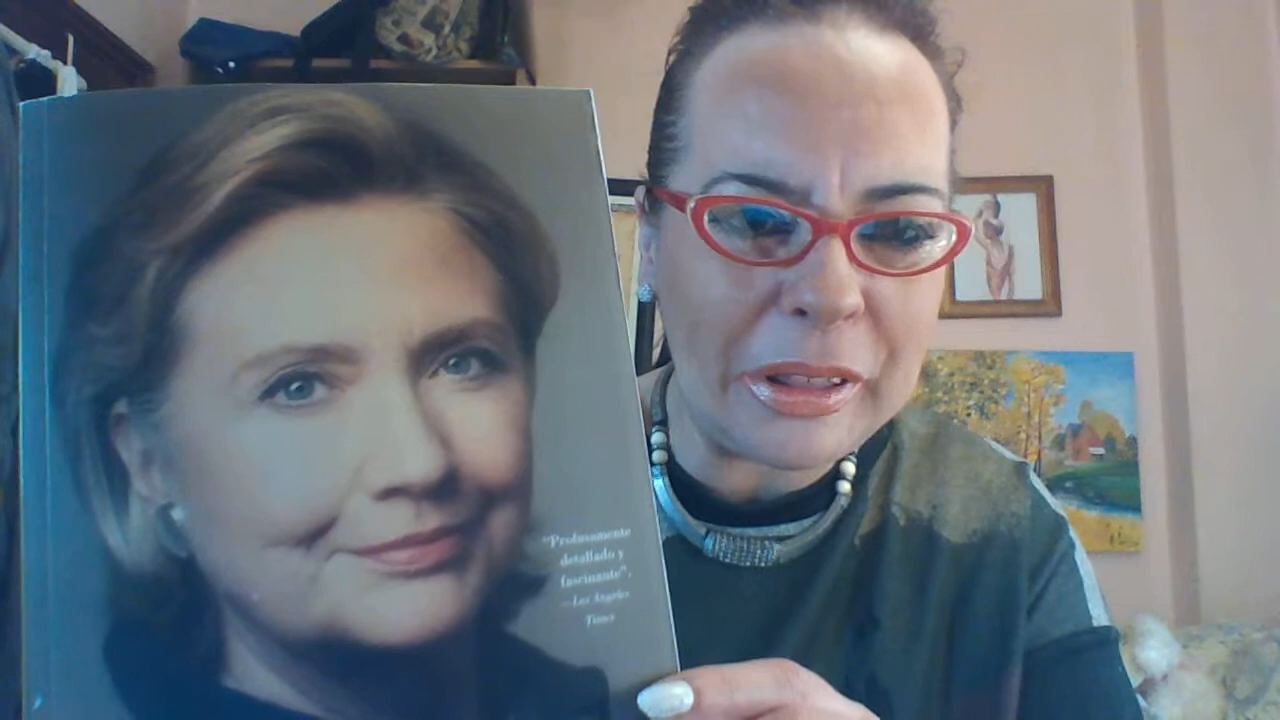 "Profusamente
detallado y
fascinante".
—Los Angeles
Times